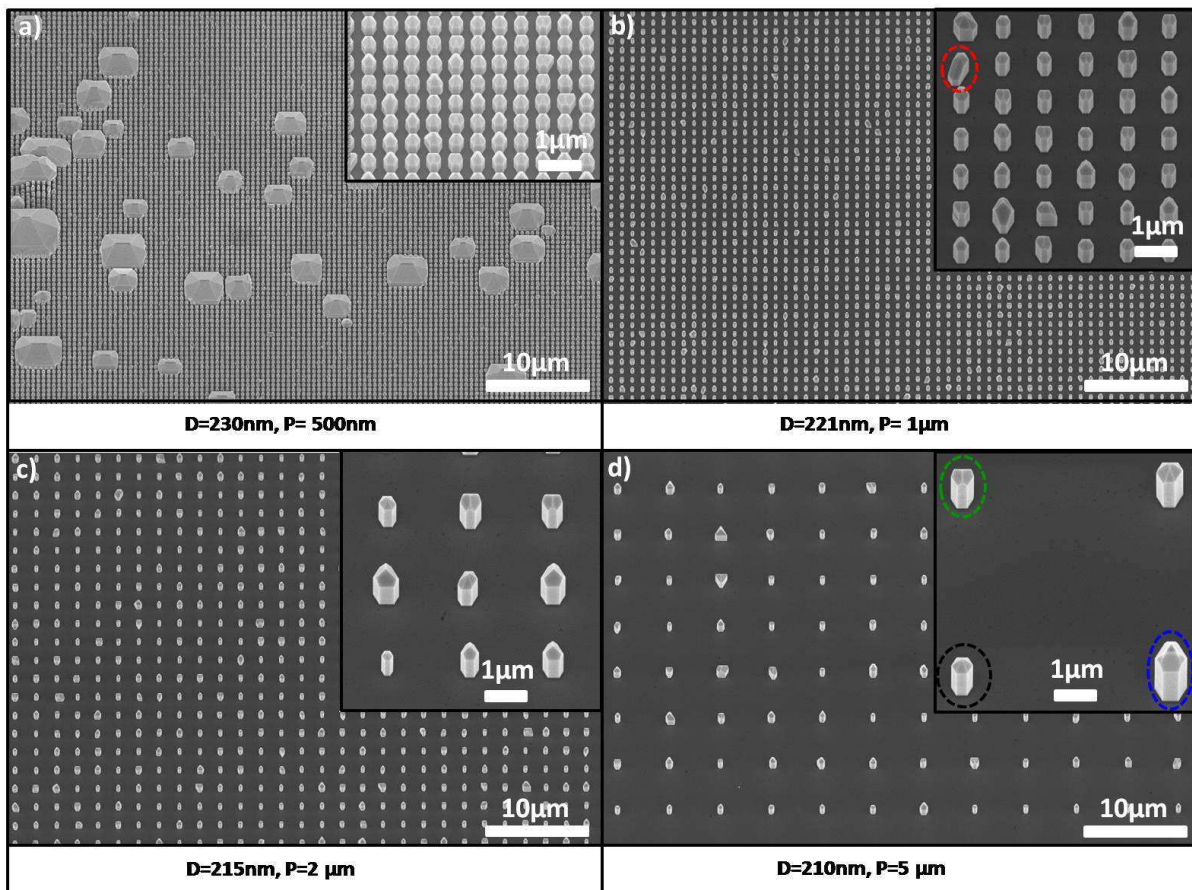 a)
1μm
10μm
D=230nm, P= 500nm
b)
1μm
10μm
D=221nm, P= 1μm
c)
1μm
10μm
D=215nm, P=2 μm
d)
1μm
10μm
D=210nm, P=5 μm